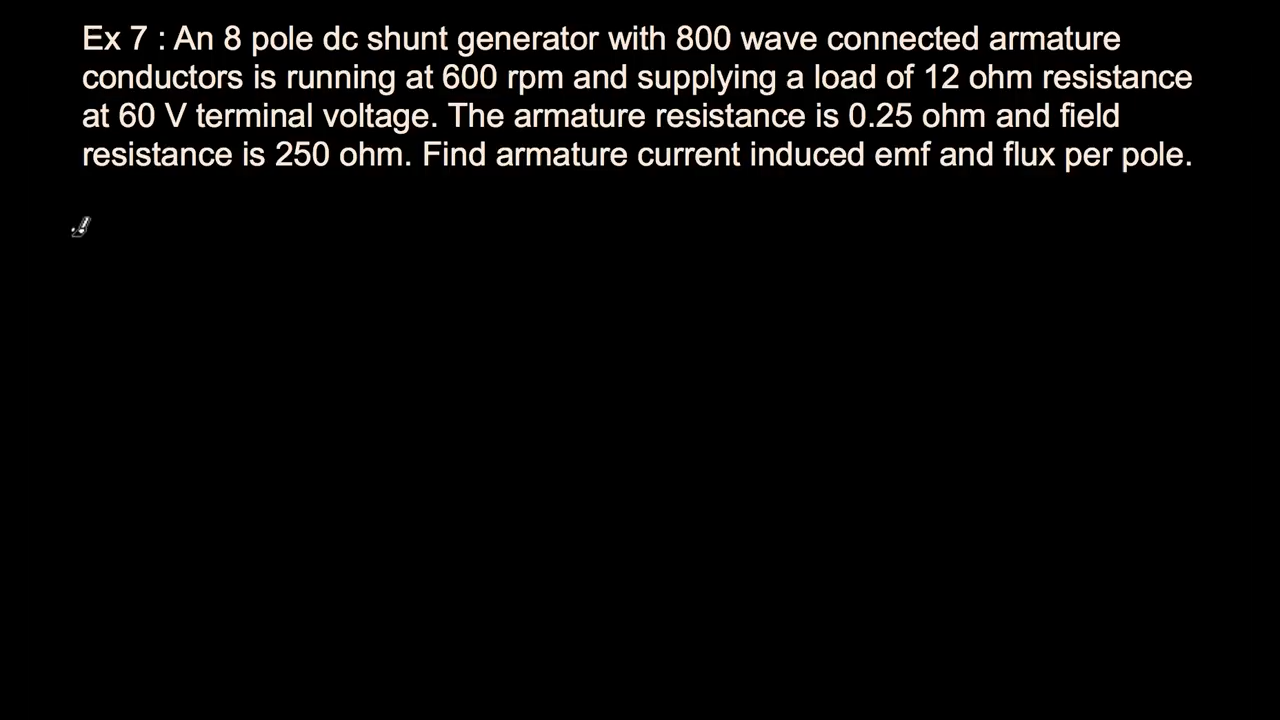 Ex 7 : An 8 pole dc shunt generator with 800 wave connected armature
conductors is running at 600 rpm and supplying a load of 12 ohm resistance
at 60 V terminal voltage. The armature resistance is 0.25 ohm and field
resistance is 250 ohm. Find armature current induced emf and flux per pole.